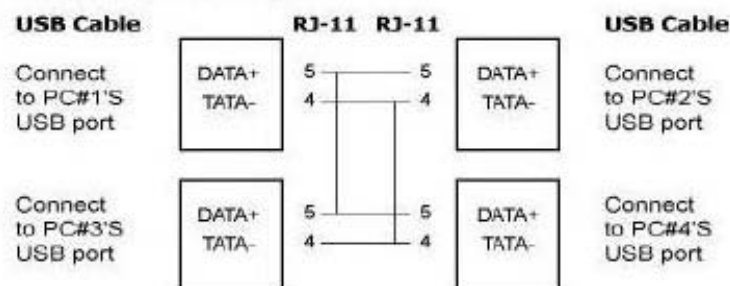 USB Cable RJ-11 RJ-11 USB Cable
Connect
to PC#1'S
USB port
DATA+ 5 5 DATA+
TATA- 4 4 TATA-
Connect
to PC#2'S
USB port
Connect
to PC#3'S
USB port
DATA+ 5 5 DATA+
TATA- 4 4 TATA-
Connect
to PC#4'S
USB port